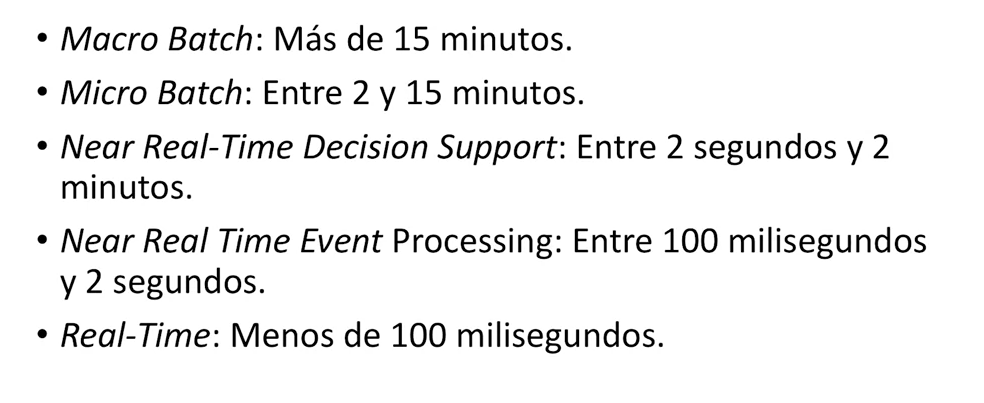 • Macro Batch: Más de 15 minutos.
• Micro Batch: Entre 2 y 15 minutos.
• Near Real-Time Decision Support: Entre 2 segundos y 2
minutos.
• Near Real Time Event Processing: Entre 100 milisegundos
y 2 segundos.
• Real-Time: Menos de 100 milisegundos.